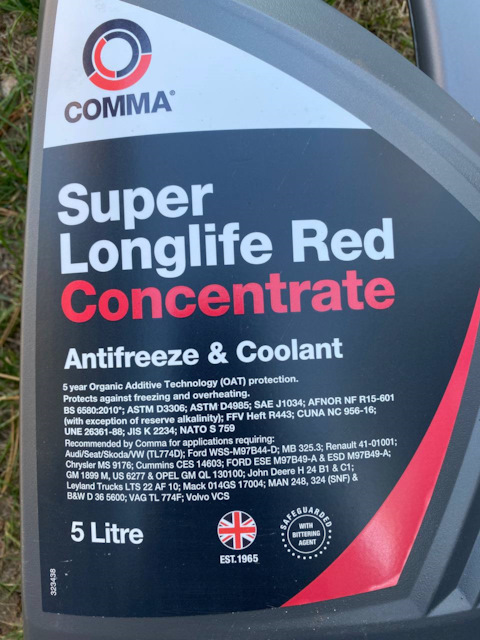 COMMA®
Super
Longlife Red
Concentrate
Antifreeze & Coolant
5 year Organic Additive Technology (OAT) protection.
Protects against freezing and overheating.
BS 6580:2010*; ASTM D3306; ASTM D4985; SAE J1034; AFNOR NF R15-601
(with exception of reserve alkalinity); FFV Heft R443; CUNA NC 956-16;
UNE 26361-88; JIS K 2234; NATO S 759
Recommended by Comma for applications requiring:
Audi/Seat/Skoda/VW (TL774D); Ford WSS-M97B44-D; MB 325.3; Renault 41-01001;
Chrysler MS 9176; Cummins CES 14603; FORD ESE M97B49-A & ESD M97B49-A;
GM 1899 M, US 6277 & OPEL GM QL 130100; John Deere H 24 B1 & C1;
Leyland Trucks LTS 22 AF 10; Mack 014GS 17004; MAN 248, 324 (SNF) &
B&W D 36 5600; VAG TL 774F; Volvo VCS
5 Litre
EST.1965
SAFEGUARDED
WITH
BITTERING
AGENT
323438